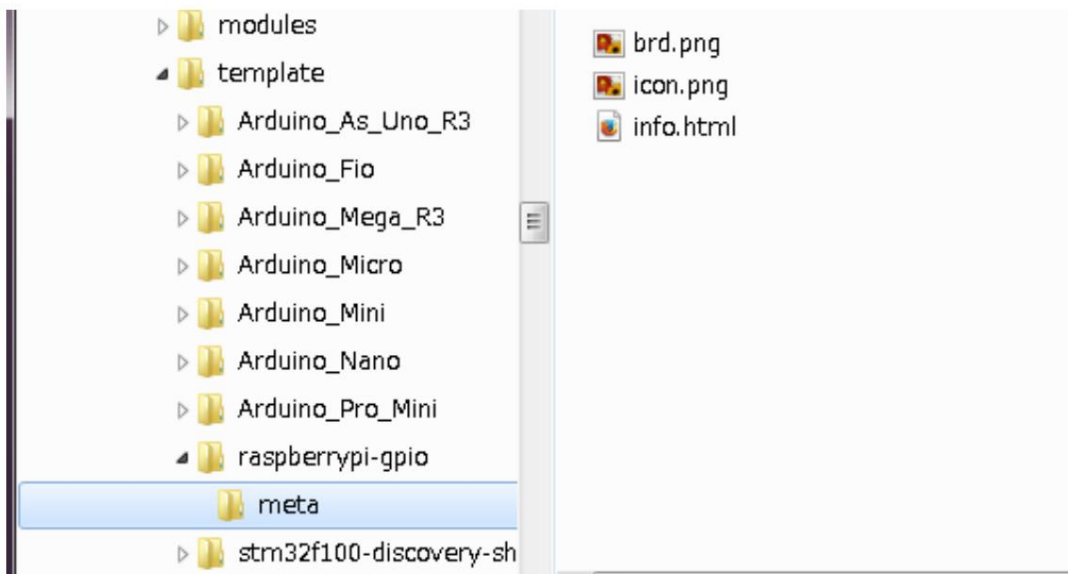 modules
template
Arduino_As_Uno_R3
Arduino_Fio
Arduino_Mega_R3
Arduino_Micro
Arduino_Mini
Arduino_Nano
Arduino_Pro_Mini
raspberrypi-gpio
meta
stm32f100-discovery-sh
brd.png
icon.png
info.html